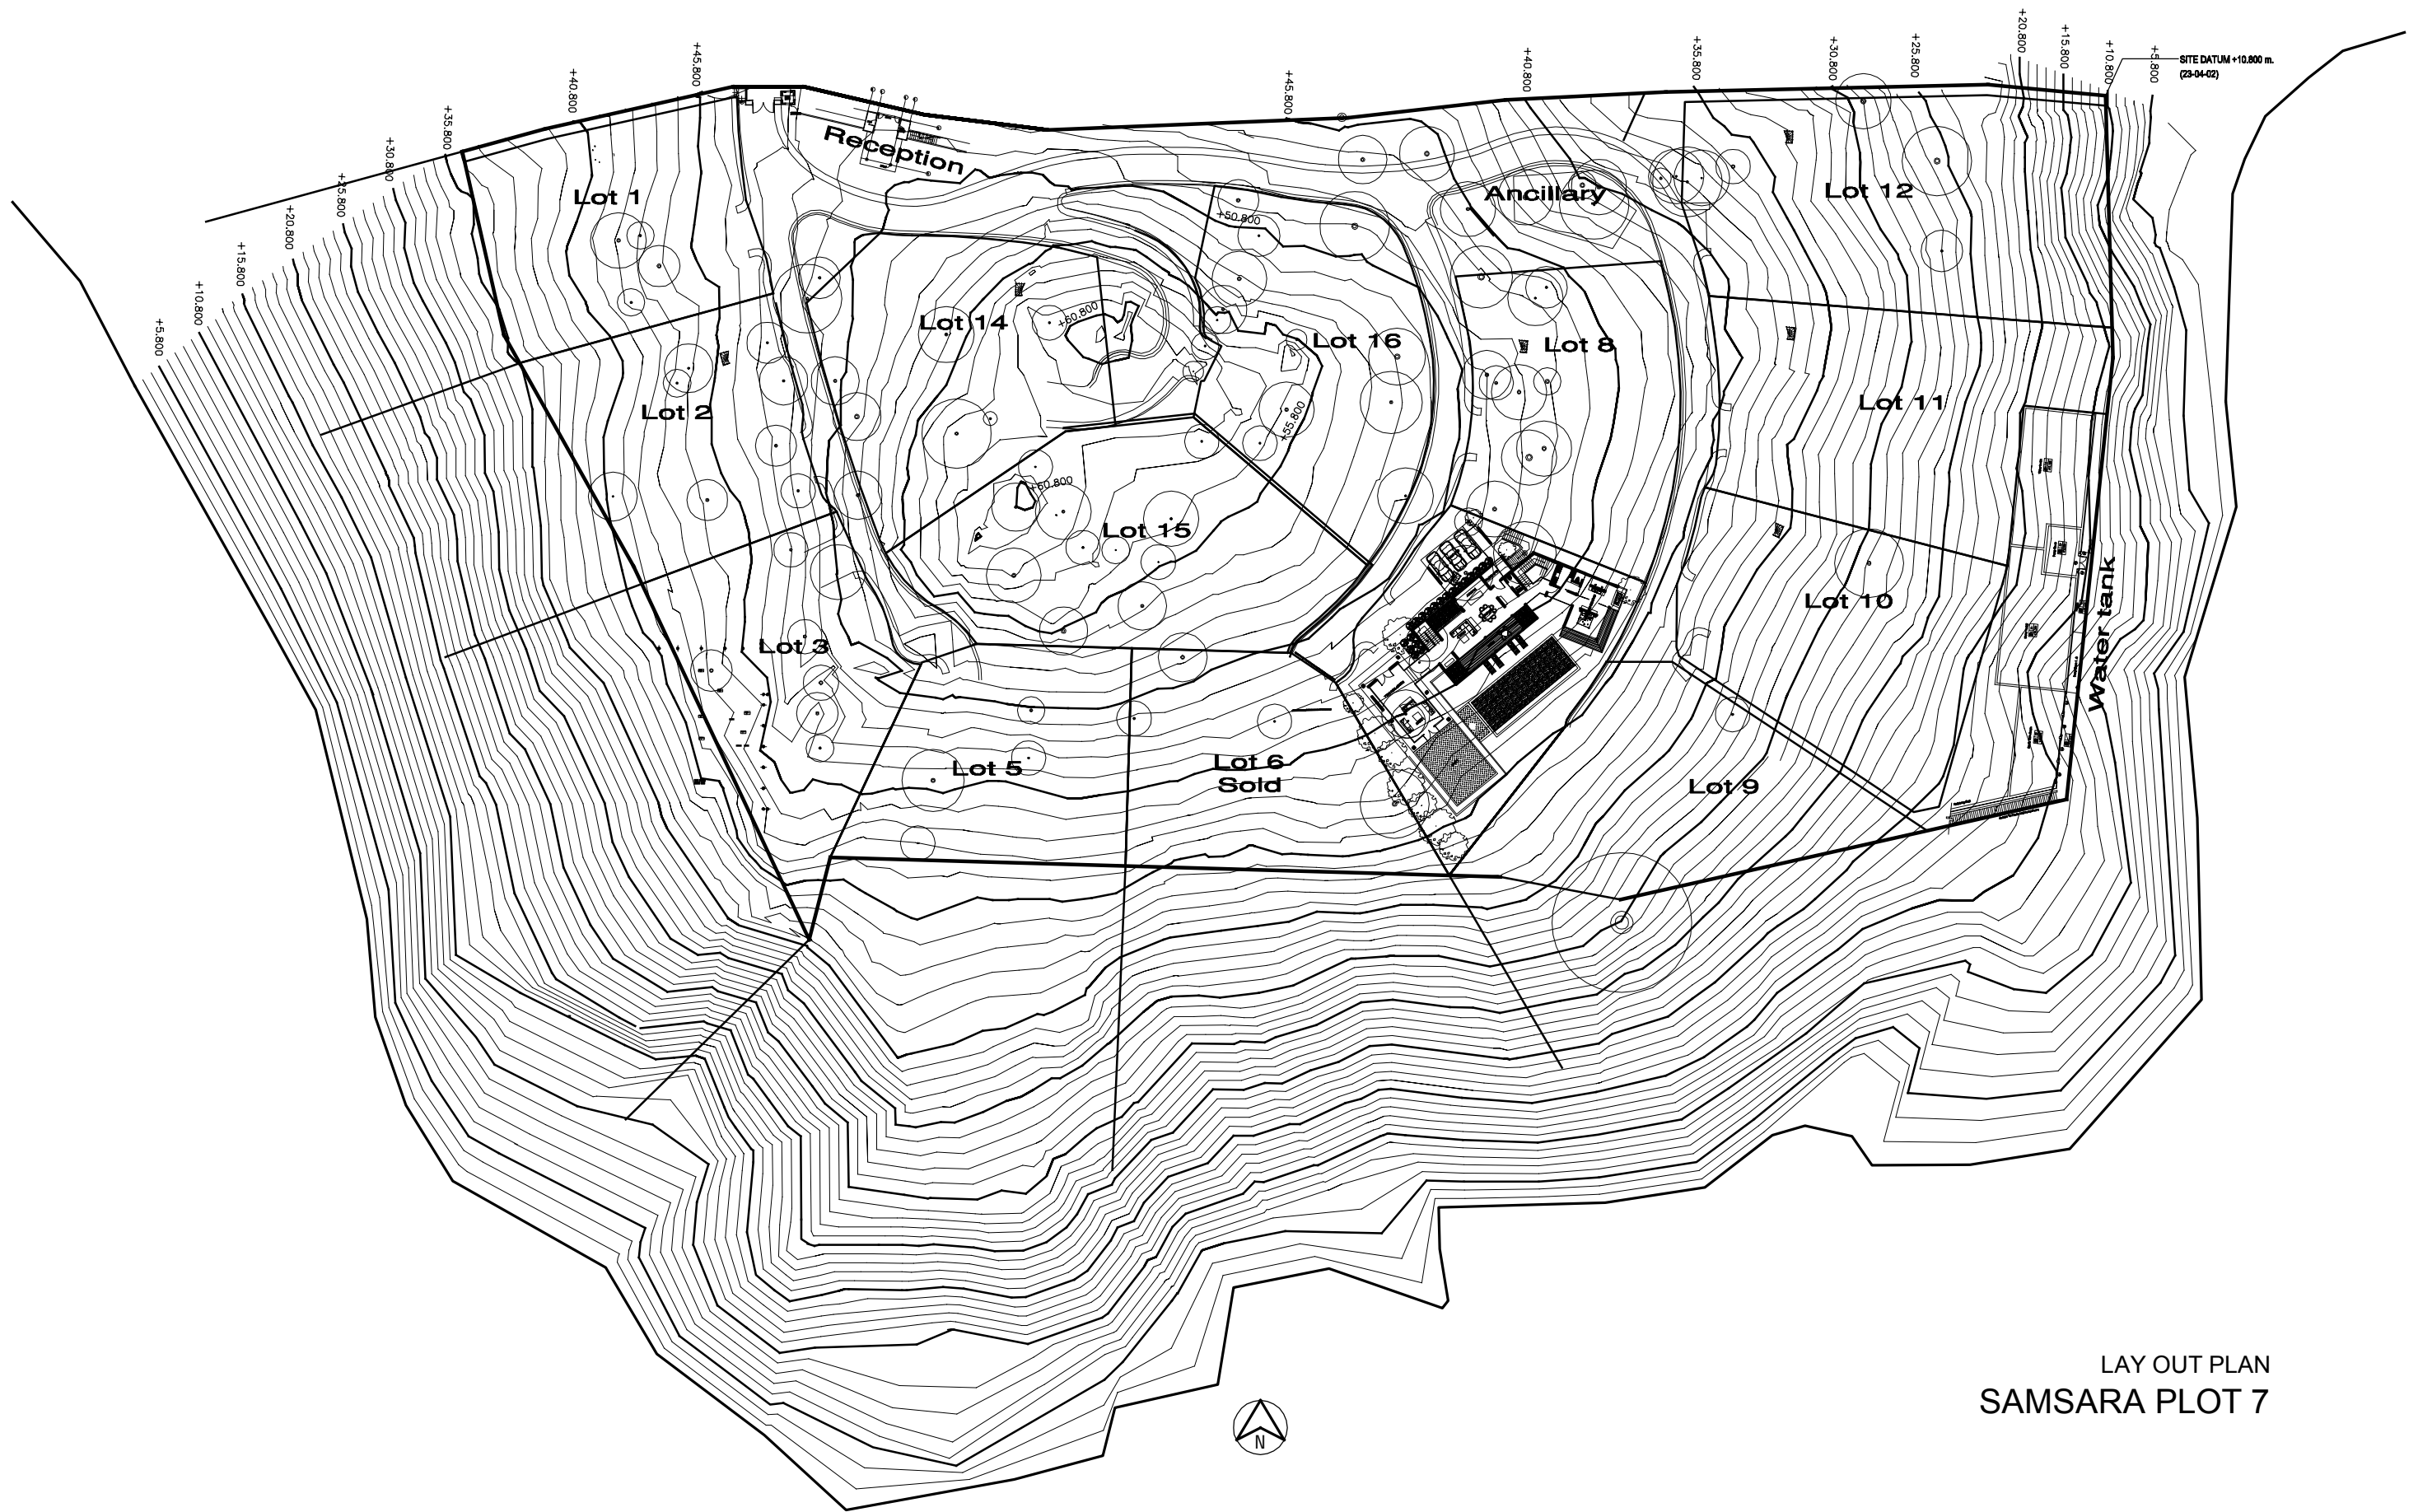 +20.800
+15.800
+10.800
+5.800
+45.800
+40.800
+35.800
+30.800
+25.800
+20.800
+15.800
+10.800
+5.800
+45.800
+40.800
+35.800
+30.800
+25.800
SITE DATUM +10.800 m.
(23-04-02)
Reception
Lot 1
Ancillary
Lot 12
+50.800
Lot 14
+60.800
Lot 16
Lot 8
Lot 2
+55.800
Lot 11
+60.800
Lot 15
Lot 10
Water tank
Lot 3
Lot 5
Lot 6
Sold
Lot 9
LAY OUT PLAN
SAMSARA PLOT 7
N